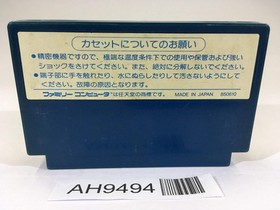 カセットについてのお願い
●精密機器ですので、極端な温度条件下での使用や保管および強い
ショックをさけてください。また、絶対に分解しないでください。
●端子部に手を触れたり、水にぬらしたりして汚さないようにして
ください。故障の原因となります。
ファミリーコンピュータ は任天堂の商標です。 MADE IN JAPAN
AH9494